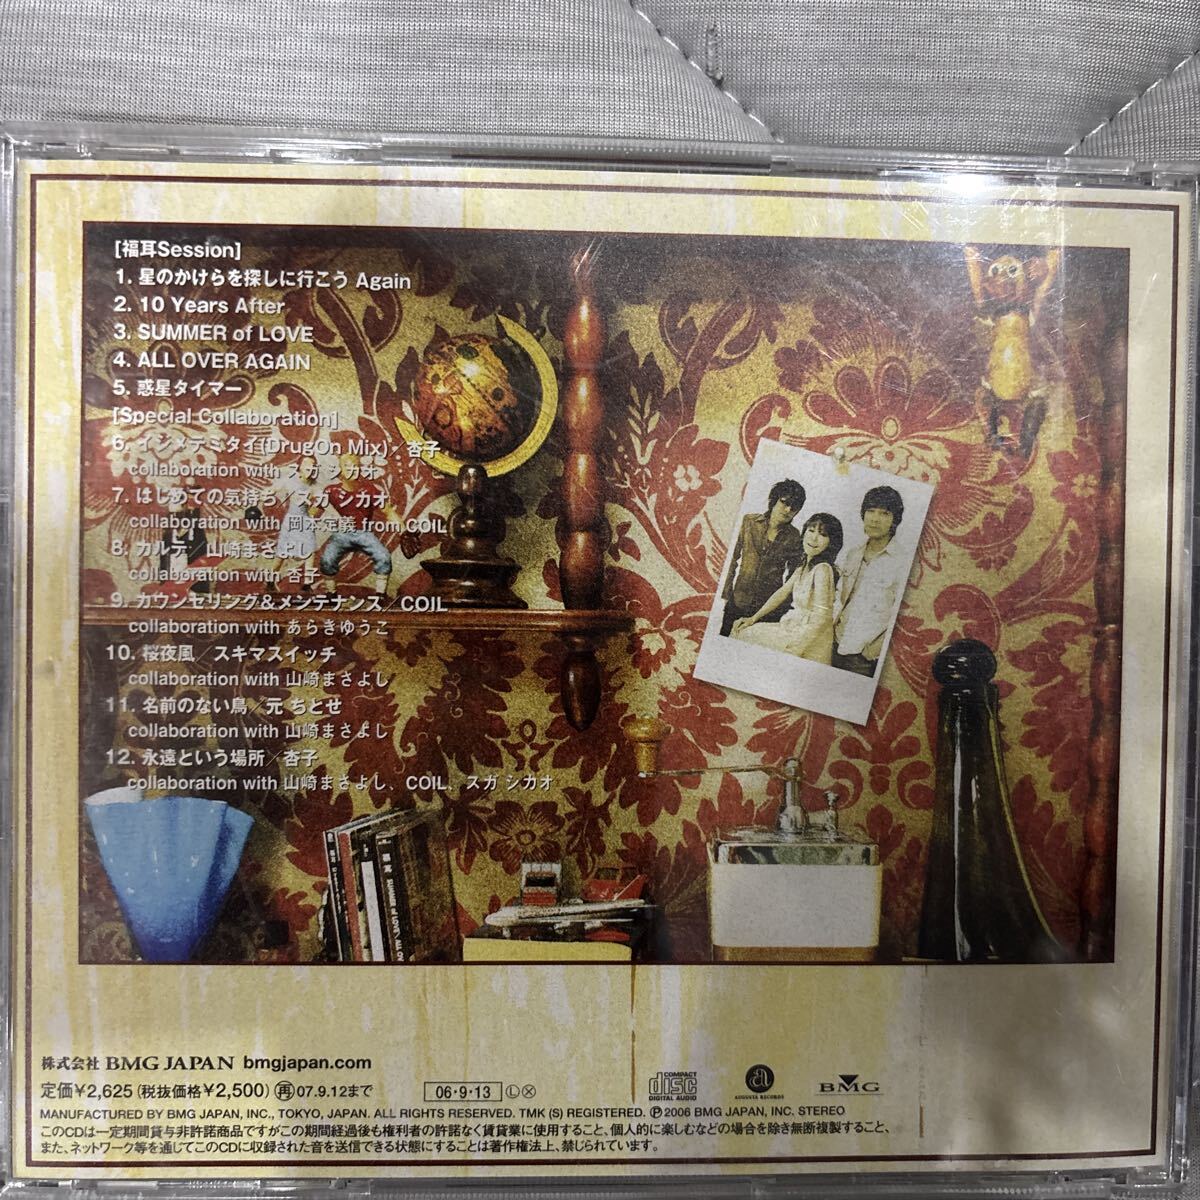 [福耳Session]
1. 星のかけらを探しに行こう Again
2. 10 Years After
3. SUMMER of LOVE
4. ALL OVER AGAIN
5. 惑星タイマー
[Special Collaboration]
6. イジメテミタイ(DrugOn Mix)／杏子
collaboration with スガ シカオ
7. はじめての気持ち／スガ シカオ
collaboration with 岡本定義 from COIL
8. カルテ／山崎まさよし
collaboration with 杏子
9. カウンセリング&メンテナンス／COIL
collaboration with あらきゆうこ
10. 桜夜風／スキマスイッチ
collaboration with 山崎まさよし
11. 名前のない鳥／元 ちとせ
collaboration with 山崎まさよし
12. 永遠という場所／杏子
collaboration with 山崎まさよし、COIL、スガ シカオ
株式会社 BMG JAPAN bmgjapan.com
定価¥2,625(税抜価格¥2,500) 再 07.9.12まで 06・9・13 Ⓛ ⓧ COMPACT disc DIGITAL AUDIO a AUGUSTA RECORDS BMG
MANUFACTURED BY BMG JAPAN, INC., TOKYO, JAPAN. ALL RIGHTS RESERVED. TMK (S) REGISTERED. ℗ 2006 BMG JAPAN, INC. STEREO
このCDは一定期間貸与非許諾商品ですがこの期間経過後も権利者の許諾なく賃貸業に使用すること、個人的に楽しむなどの場合を除き無断複製すること、
また、ネットワーク等を通じてこのCDに収録された音を送信できる状態にすることは著作権法上、禁じられています。